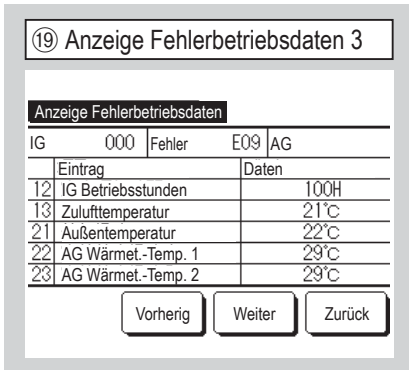 ⑲ Anzeige Fehlerbetriebsdaten 3
Anzeige Fehlerbetriebsdaten
IG 000 Fehler E09 AG
Eintrag Daten
12 IG Betriebsstunden 100H
13 Zulufttemperatur 21°C
21 Außentemperatur 22°C
22 AG Wärmet.-Temp. 1 29°C
23 AG Wärmet.-Temp. 2 29°C
Vorherig Weiter Zurück